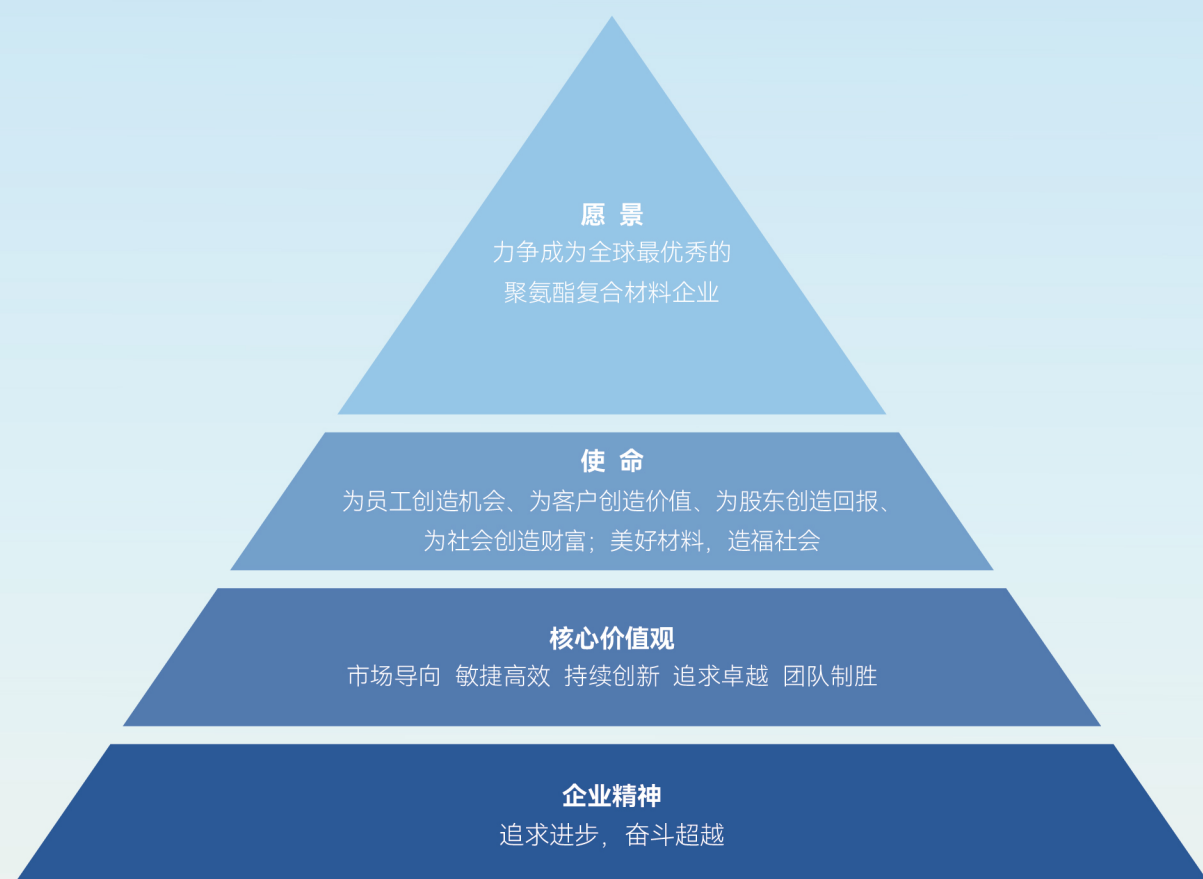 愿 景
力争成为全球最优秀的
聚氨酯复合材料企业
使 命
为员工创造机会、为客户创造价值、为股东创造回报、
为社会创造财富；美好材料，造福社会
核心价值观
市场导向 敏捷高效 持续创新 追求卓越 团队制胜
企业精神
追求进步，奋斗超越